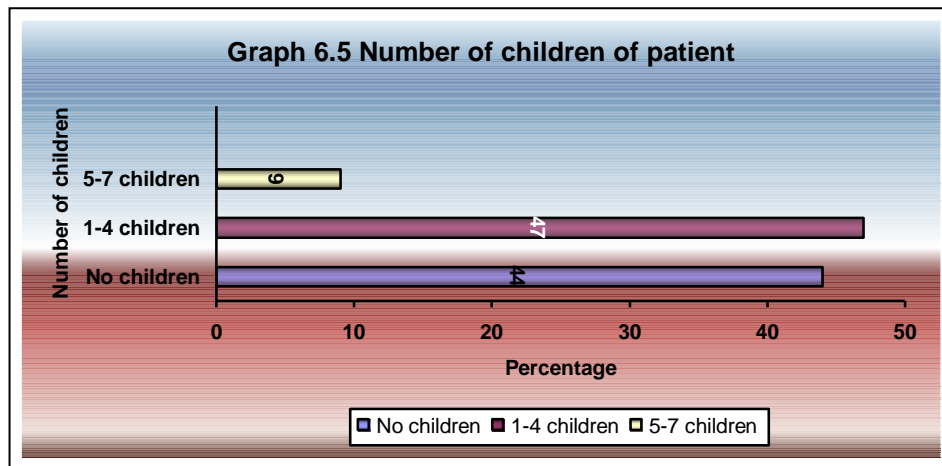 Graph 6.5 Number of children of patient
Number of children
5-7 children
9
1-4 children
47
No children
44
0 10 20 30 40 50
Percentage
No children 1-4 children 5-7 children